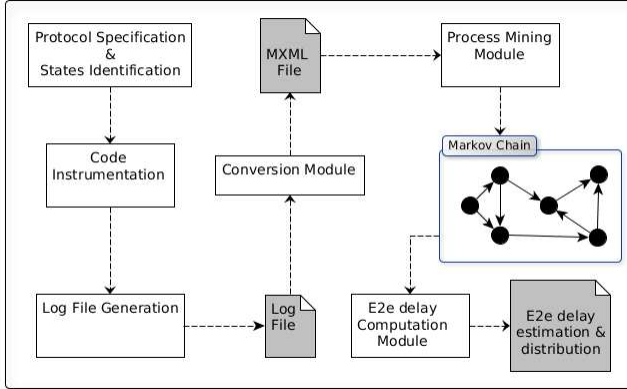 Protocol Specification
&
States Identification
Code
Instrumentation
Log File Generation
Log
File
Conversion Module
MXML
File
Process Mining
Module
Markov Chain
E2e delay
Computation
Module
E2e delay
estimation &
distribution